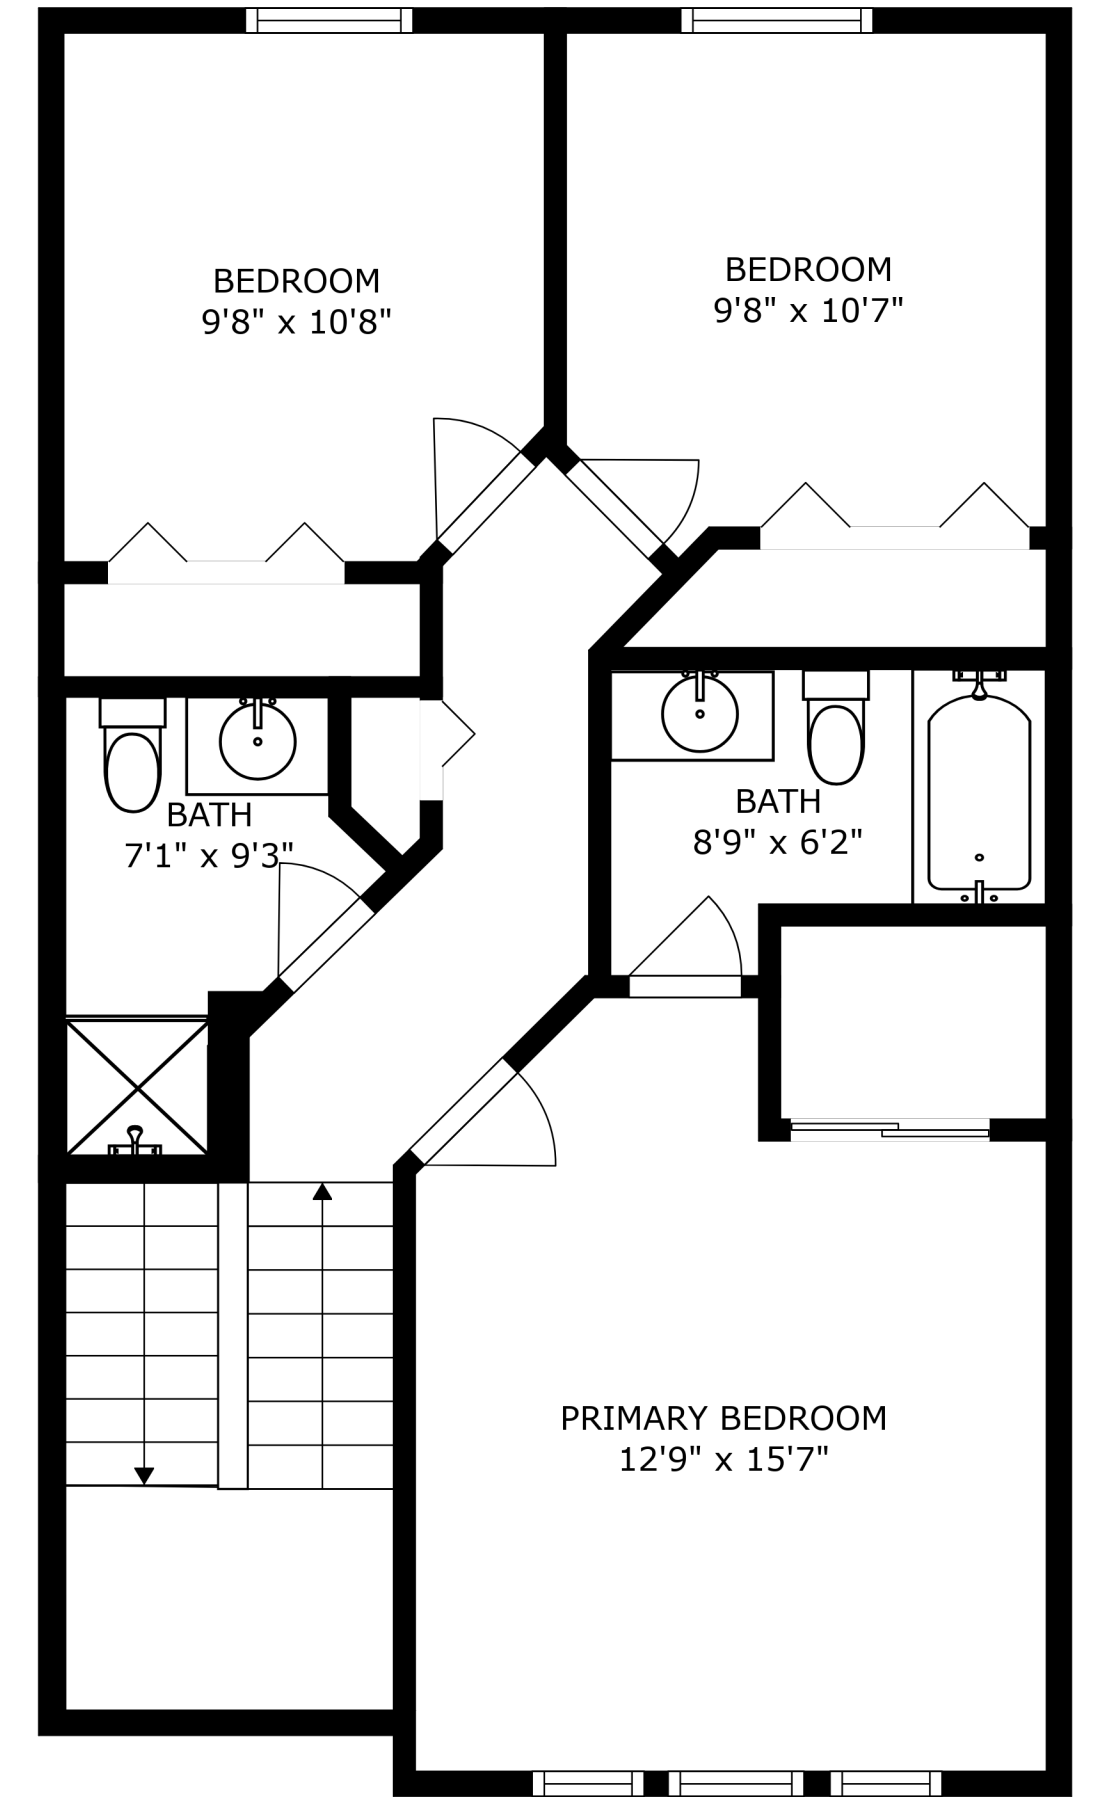 BEDROOM
9'8" x 10'8"
BEDROOM
9'8" x 10'7"
BATH
7'1" x 9'3"
BATH
8'9" x 6'2"
PRIMARY BEDROOM
12'9" x 15'7"